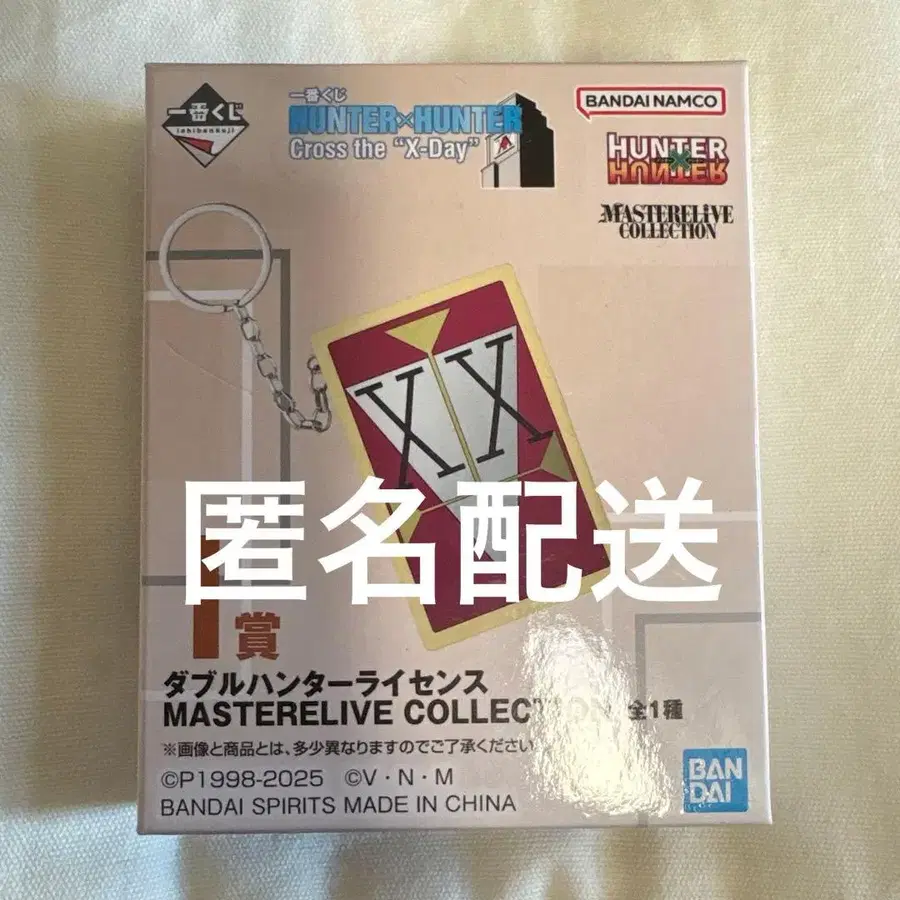 一番くじ
ichibankuji
一番くじ
HUNTER×HUNTER
Cross the "X-Day"
BANDAI NAMCO
HUNTER×HUNTER
MASTERELIVE
COLLECTION
XX
匿名配送
賞
ダブルハンターライセンス
MASTERELIVE COLLECTION 全1種
※画像と商品とは、多少異なりますのでご了承ください
©P1998-2025 ©V・N・M
BANDAI SPIRITS MADE IN CHINA
BAN
DAI